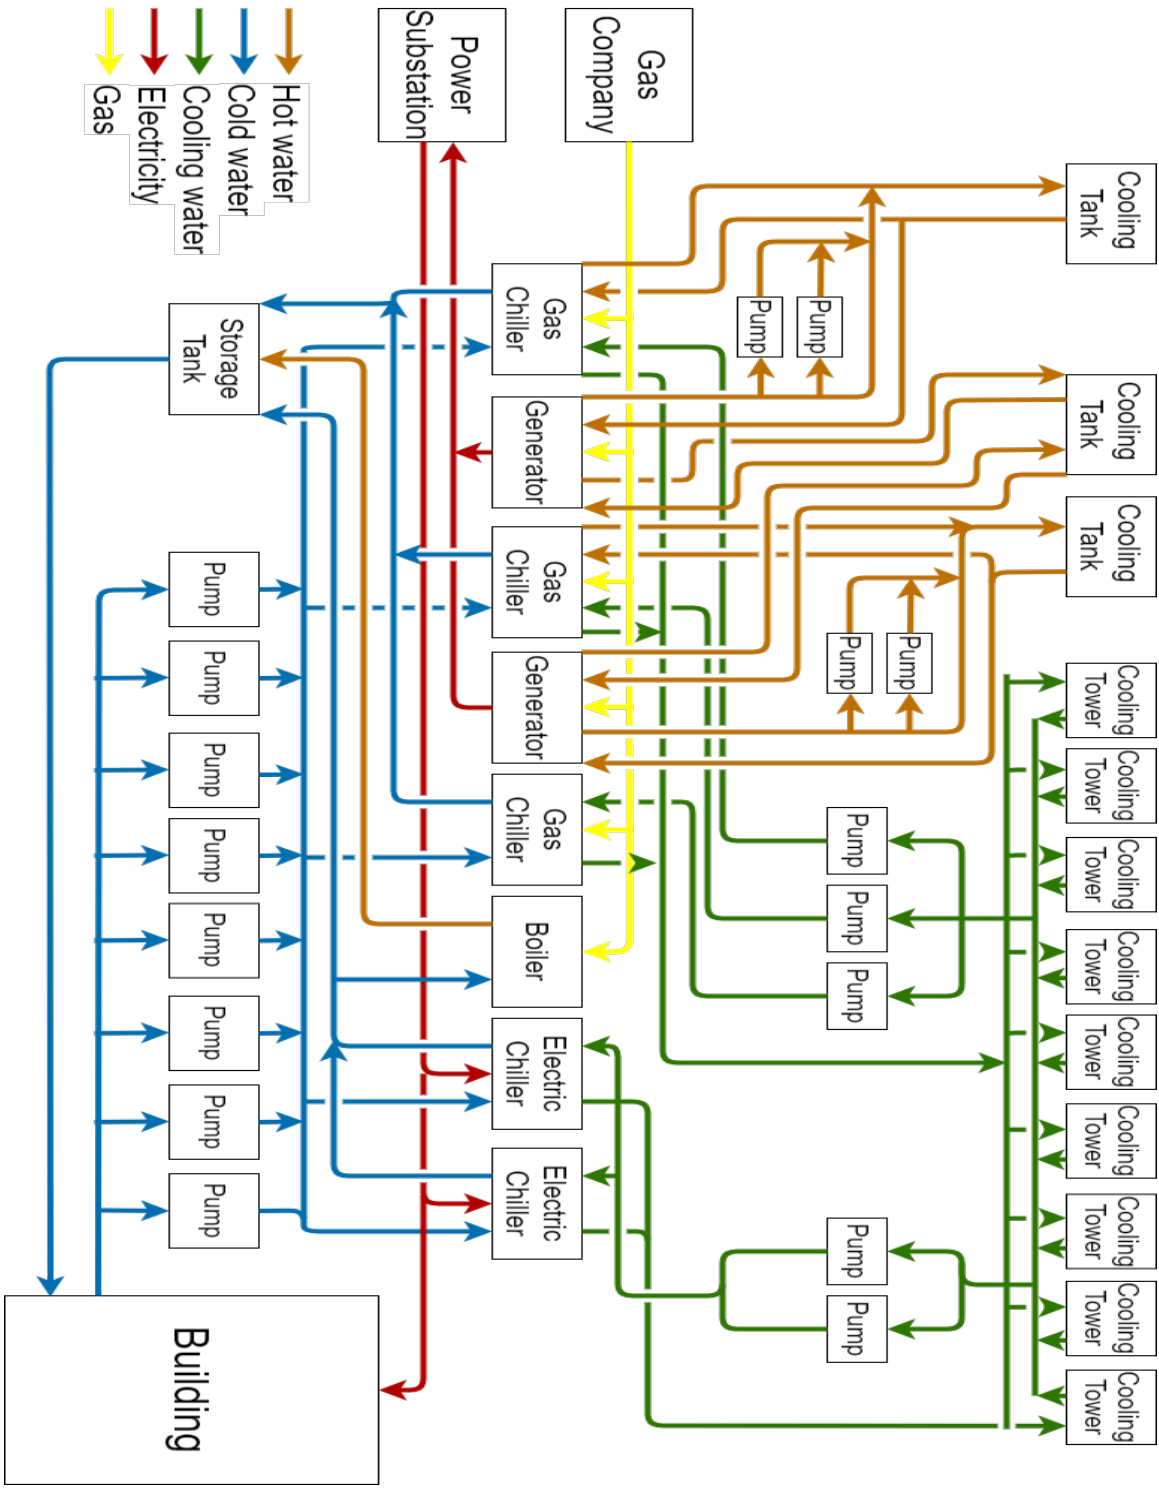 Cooling
Tank
Cooling
Tank
Cooling
Tank
Cooling
Tower
Cooling
Tower
Cooling
Tower
Cooling
Tower
Cooling
Tower
Cooling
Tower
Cooling
Tower
Cooling
Tower
Cooling
Tower
Pump
Pump
Pump
Pump
Pump
Pump
Pump
Pump
Pump
Gas
Company
Gas
Chiller
Generator
Gas
Chiller
Generator
Gas
Chiller
Boiler
Electric
Chiller
Electric
Chiller
Power
Substation
Storage
Tank
Pump
Pump
Pump
Pump
Pump
Pump
Pump
Pump
Building
Hot water
Cold water
Cooling water
Electricity
Gas